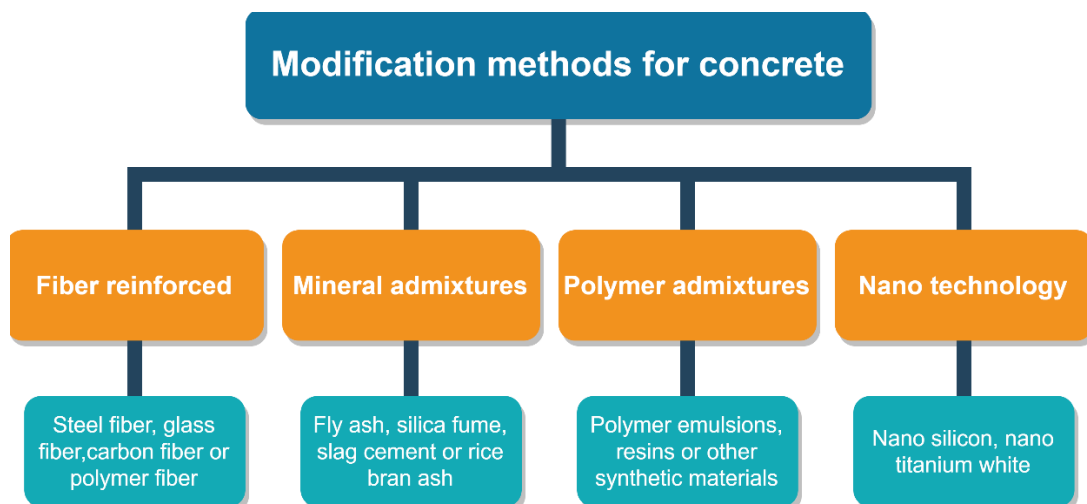 Modification methods for concrete
Fiber reinforced
Mineral admixtures
Polymer admixtures
Nano technology
Steel fiber, glass
fiber,carbon fiber or
polymer fiber
Fly ash, silica fume,
slag cement or rice
bran ash
Polymer emulsions,
resins or other
synthetic materials
Nano silicon, nano
titanium white